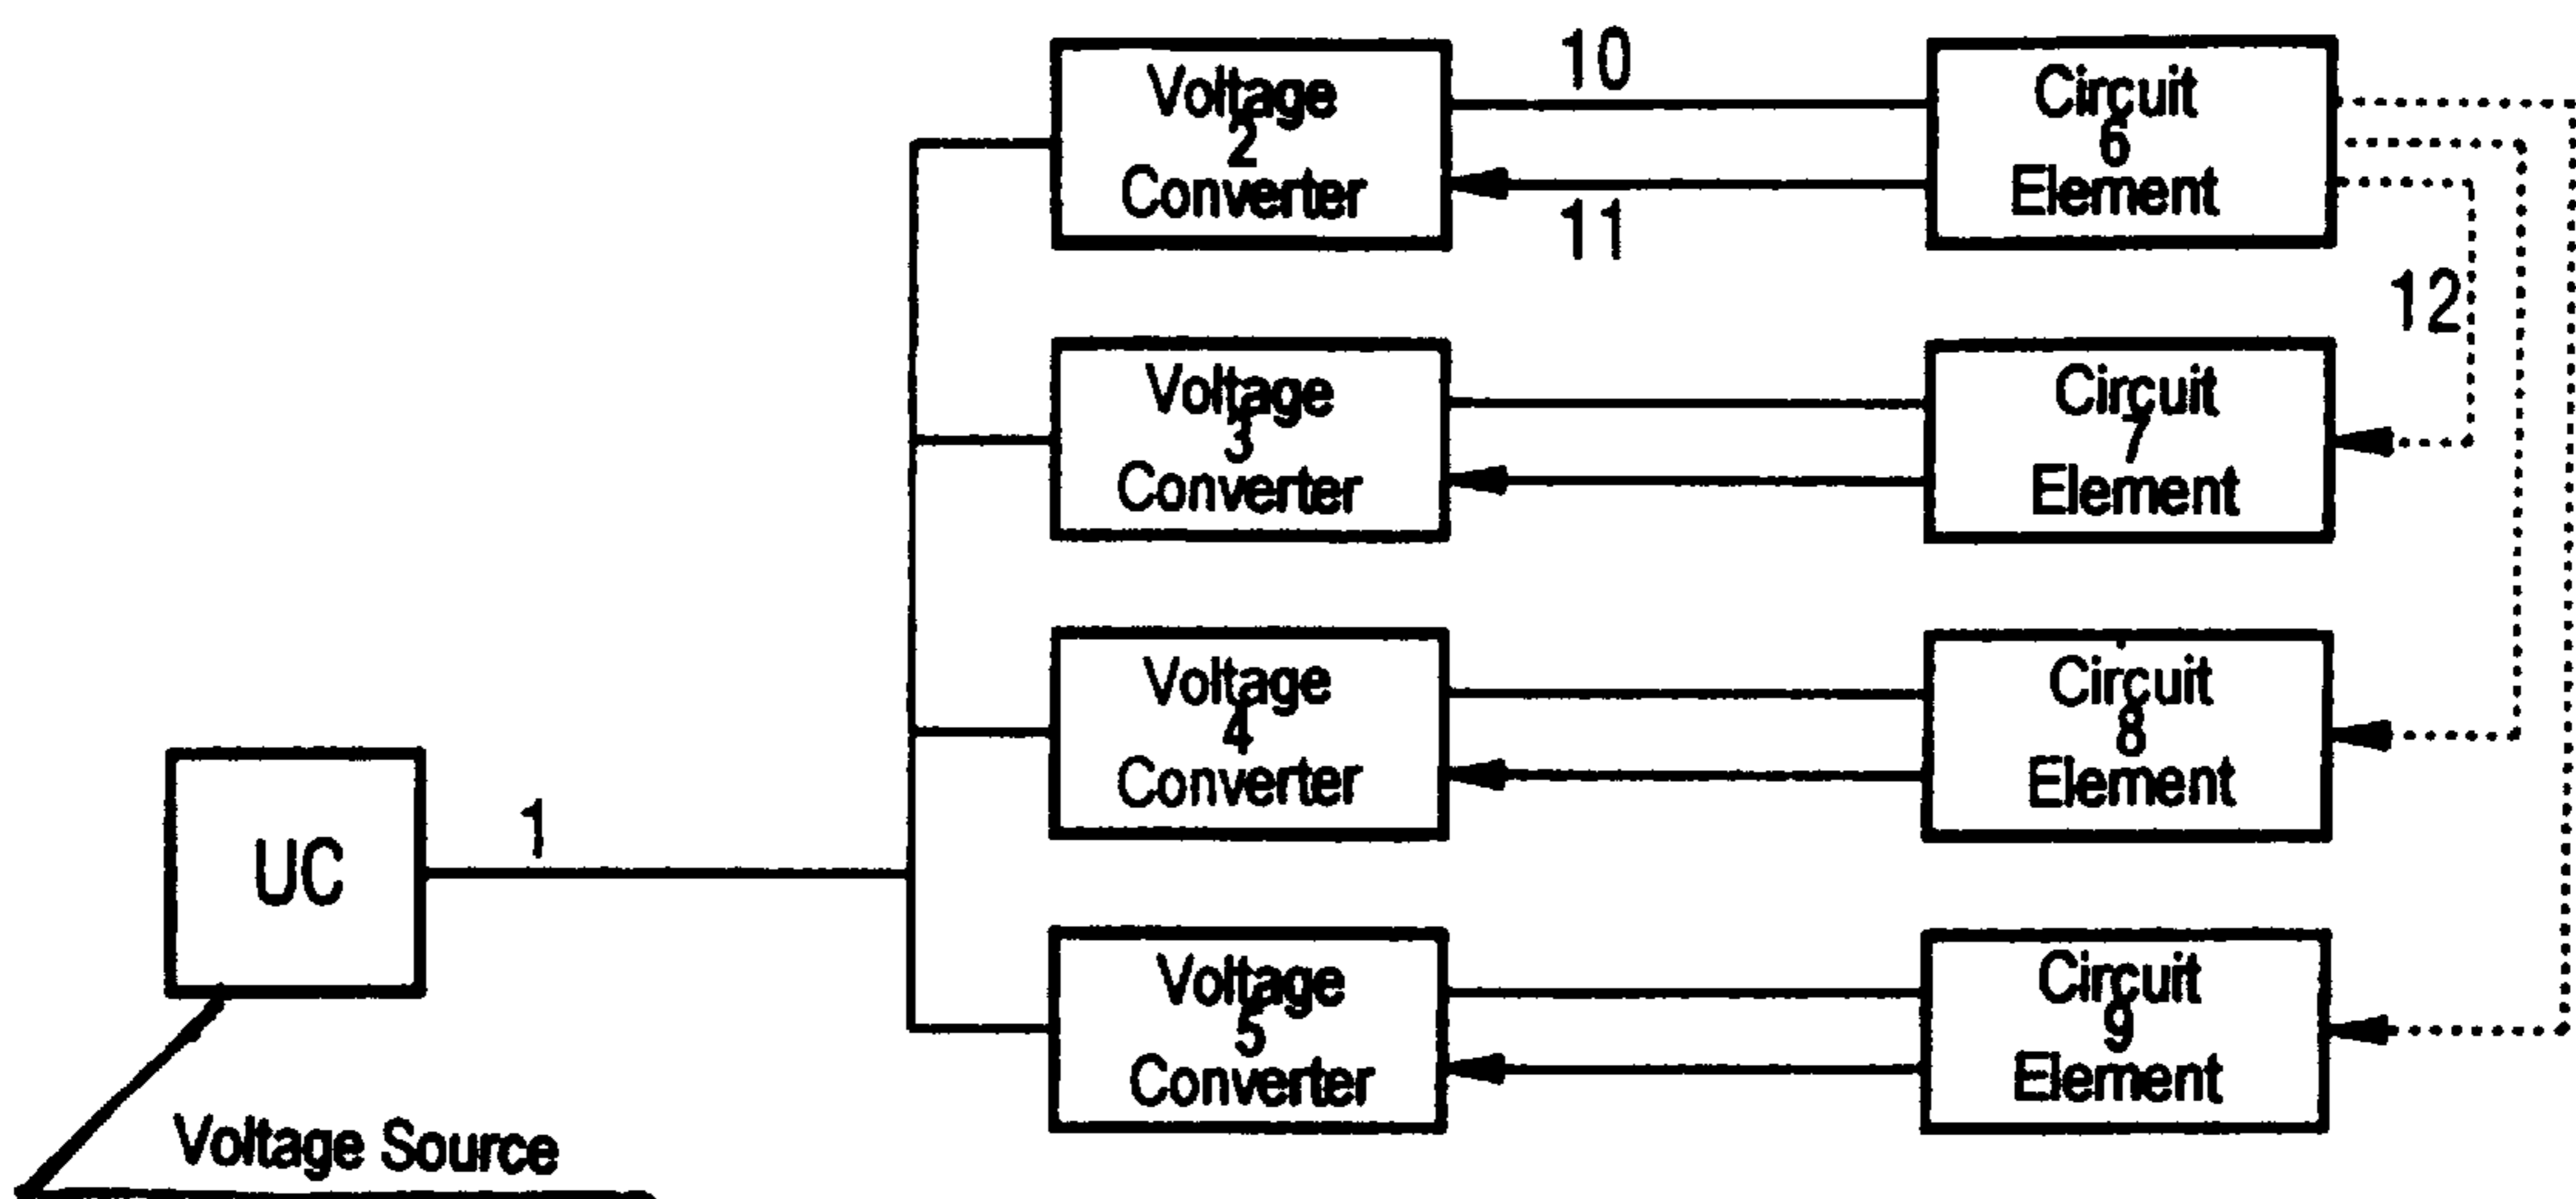 Voltage
2
Converter
10
11
Circuit
6
Element
12
Voltage
3
Converter
Circuit
7
Element
Voltage
4
Converter
Circuit
8
Element
UC
1
Voltage
5
Converter
Circuit
9
Element
Voltage Source